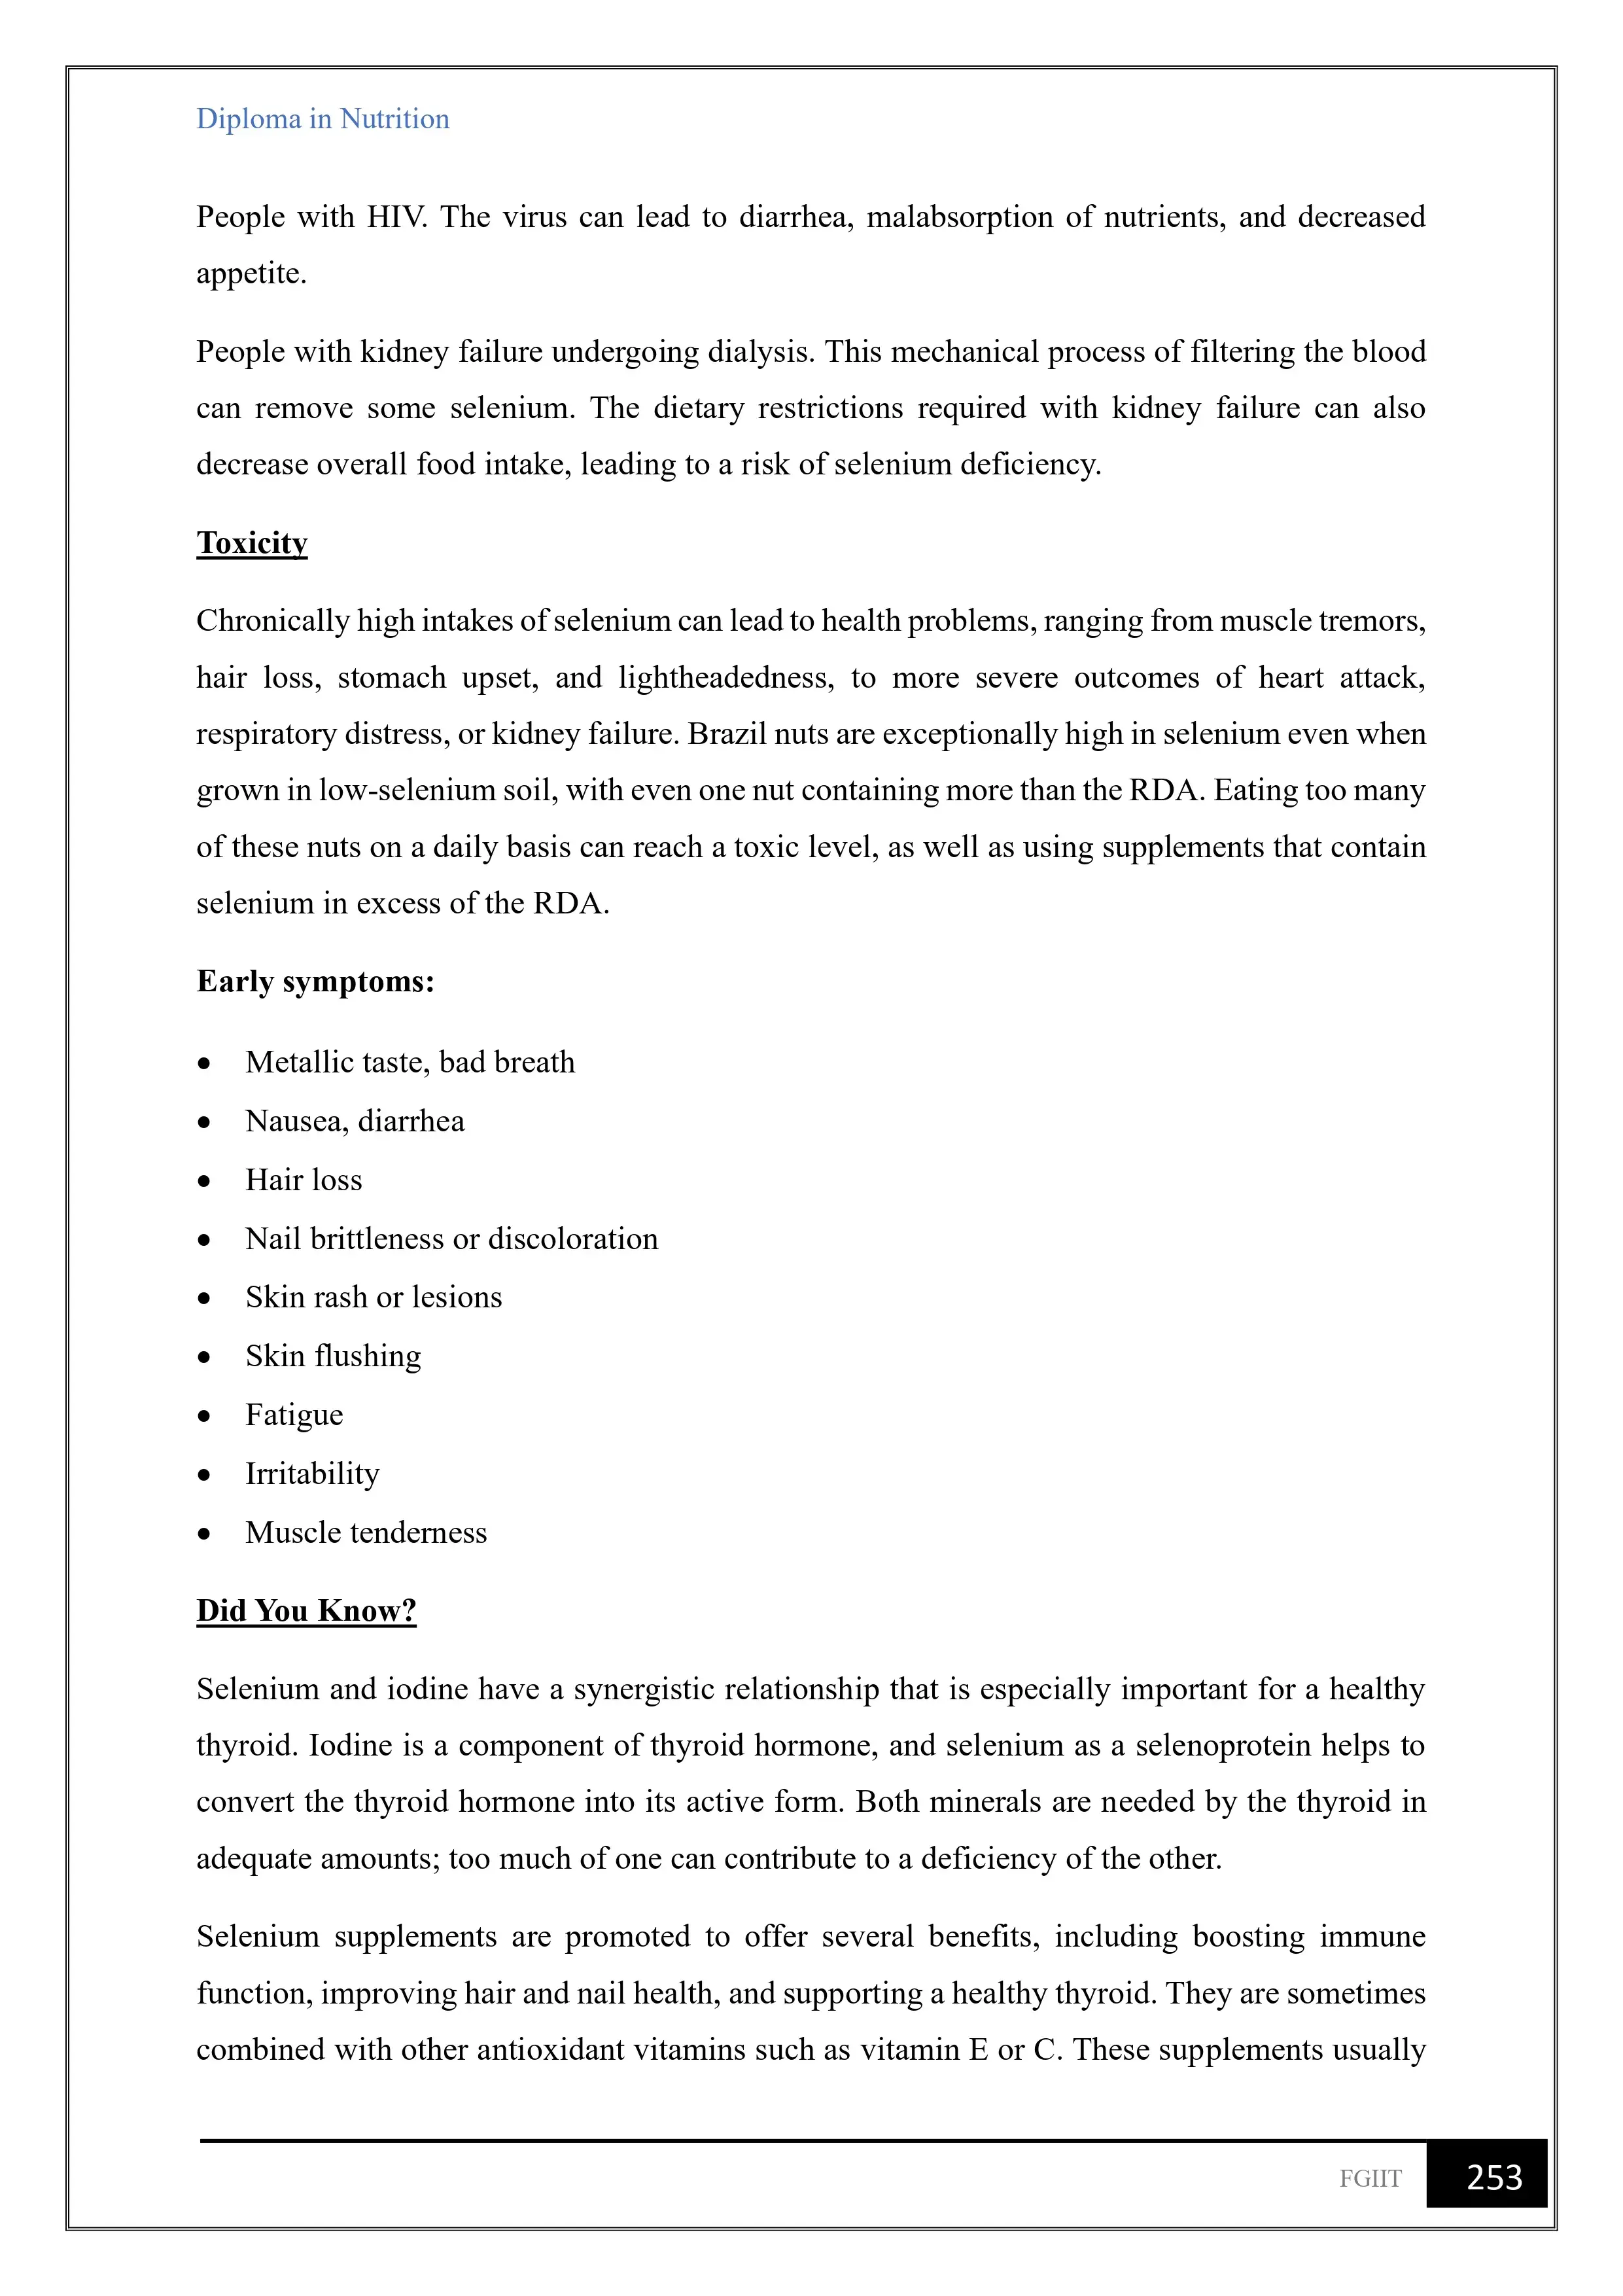 Diploma in Nutrition
People with HIV. The virus can lead to diarrhea, malabsorption of nutrients, and decreased
appetite.
People with kidney failure undergoing dialysis. This mechanical process of filtering the blood
can remove some selenium. The dietary restrictions required with kidney failure can also
decrease overall food intake, leading to a risk of selenium deficiency.
Toxicity
Chronically high intakes of selenium can lead to health problems, ranging from muscle tremors,
hair loss, stomach upset, and lightheadedness, to more severe outcomes of heart attack,
respiratory distress, or kidney failure. Brazil nuts are exceptionally high in selenium even when
grown in low-selenium soil, with even one nut containing more than the RDA. Eating too many
of these nuts on a daily basis can reach a toxic level, as well as using supplements that contain
selenium in excess of the RDA.
Early symptoms:
• Metallic taste, bad breath
• Nausea, diarrhea
• Hair loss
• Nail brittleness or discoloration
• Skin rash or lesions
• Skin flushing
• Fatigue
• Irritability
• Muscle tenderness
Did You Know?
Selenium and iodine have a synergistic relationship that is especially important for a healthy
thyroid. Iodine is a component of thyroid hormone, and selenium as a selenoprotein helps to
convert the thyroid hormone into its active form. Both minerals are needed by the thyroid in
adequate amounts; too much of one can contribute to a deficiency of the other.
Selenium supplements are promoted to offer several benefits, including boosting immune
function, improving hair and nail health, and supporting a healthy thyroid. They are sometimes
combined with other antioxidant vitamins such as vitamin E or C. These supplements usually
FGIIT 253